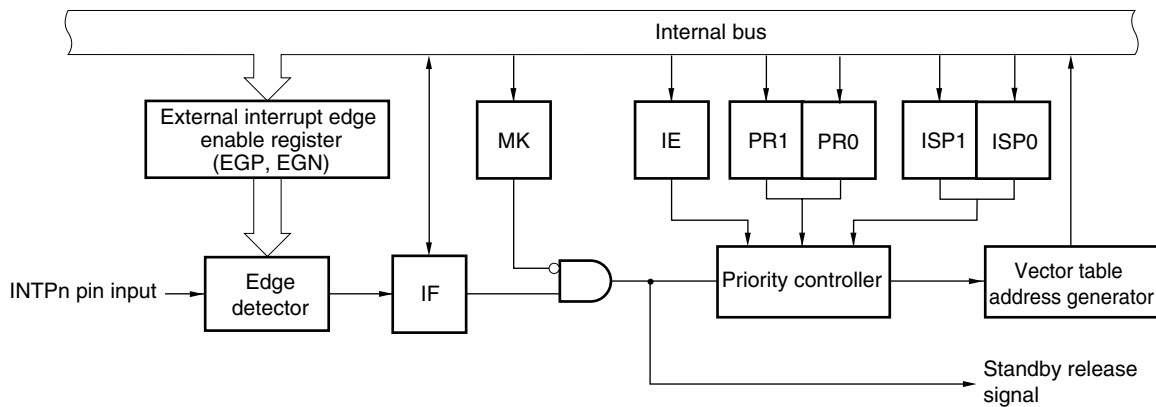 Internal bus
External interrupt edge
enable register
(EGP, EGN)
MK
IE
PR1
PR0
ISP1
ISP0
INTPn pin input
Edge
detector
IF
Priority controller
Vector table
address generator
Standby release
signal